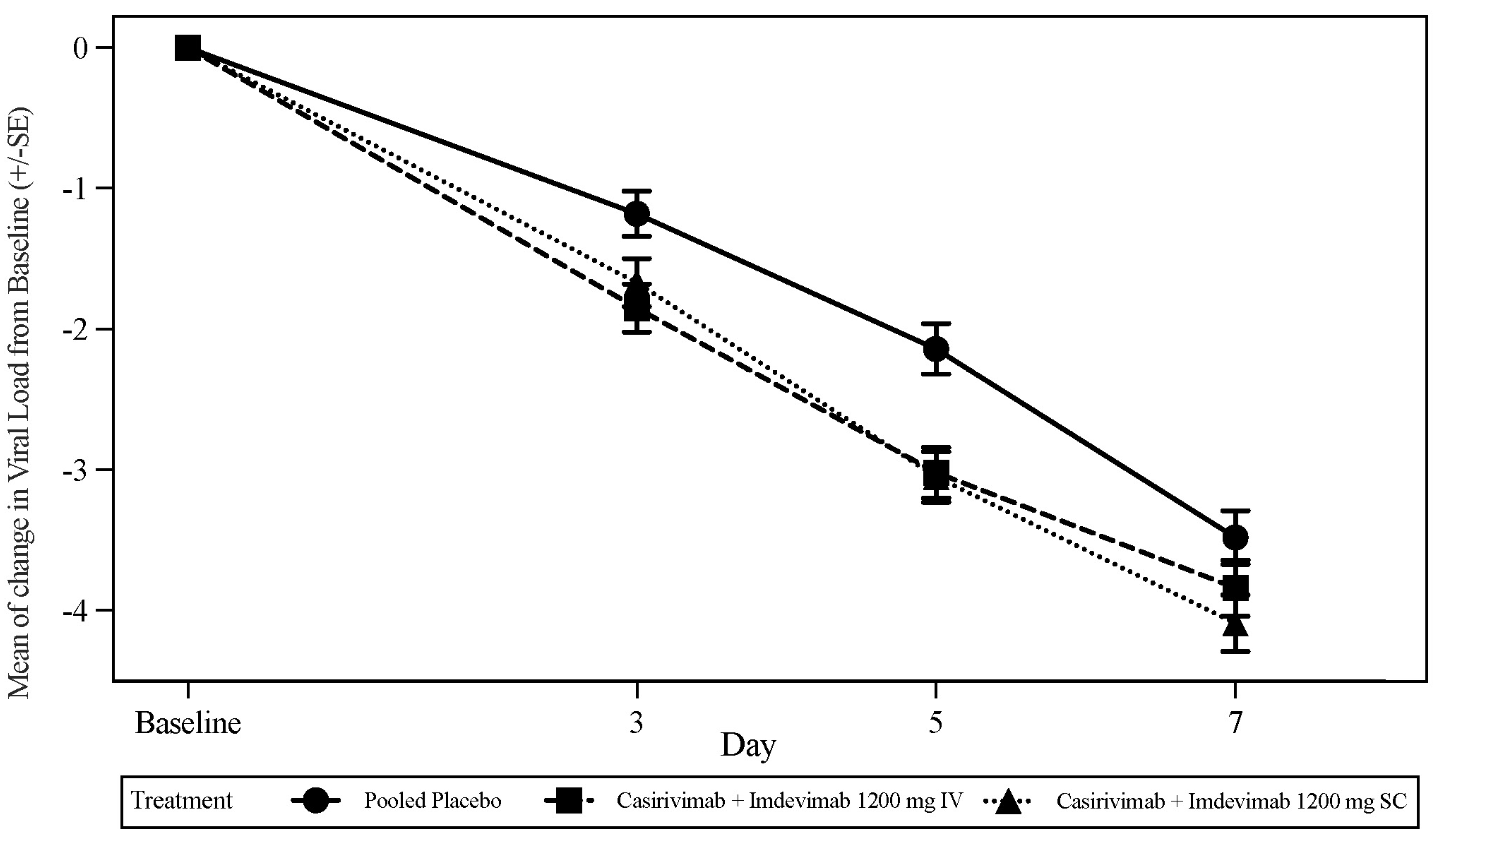 Mean of change in Viral Load from Baseline (+/-SE)
0
-1
-2
-3
-4
Baseline 3 5 7
Day
Treatment Pooled Placebo Casirivimab + Imdevimab 1200 mg IV Casirivimab + Imdevimab 1200 mg SC